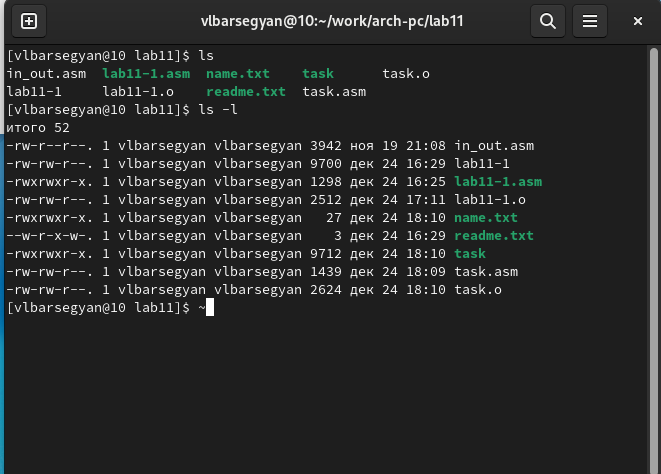 vlbarsegyan@10:~/work/arch-pc/lab11
[vlbarsegyan@10 lab11]$ ls
in_out.asm  lab11-1.asm  name.txt    task      task.o
lab11-1     lab11-1.o    readme.txt  task.asm
[vlbarsegyan@10 lab11]$ ls -l
итого 52
-rw-r--r--. 1 vlbarsegyan vlbarsegyan 3942 ноя 19 21:08 in_out.asm
-rw-rw-r--. 1 vlbarsegyan vlbarsegyan 9700 дек 24 16:29 lab11-1
-rwxrwxr-x. 1 vlbarsegyan vlbarsegyan 1298 дек 24 16:25 lab11-1.asm
-rw-rw-r--. 1 vlbarsegyan vlbarsegyan 2512 дек 24 17:11 lab11-1.o
-rwxrwxr-x. 1 vlbarsegyan vlbarsegyan   27 дек 24 18:10 name.txt
--w-r-x-w-. 1 vlbarsegyan vlbarsegyan    3 дек 24 16:29 readme.txt
-rwxrwxr-x. 1 vlbarsegyan vlbarsegyan 9712 дек 24 18:10 task
-rw-rw-r--. 1 vlbarsegyan vlbarsegyan 1439 дек 24 18:09 task.asm
-rw-rw-r--. 1 vlbarsegyan vlbarsegyan 2624 дек 24 18:10 task.o
[vlbarsegyan@10 lab11]$ ~